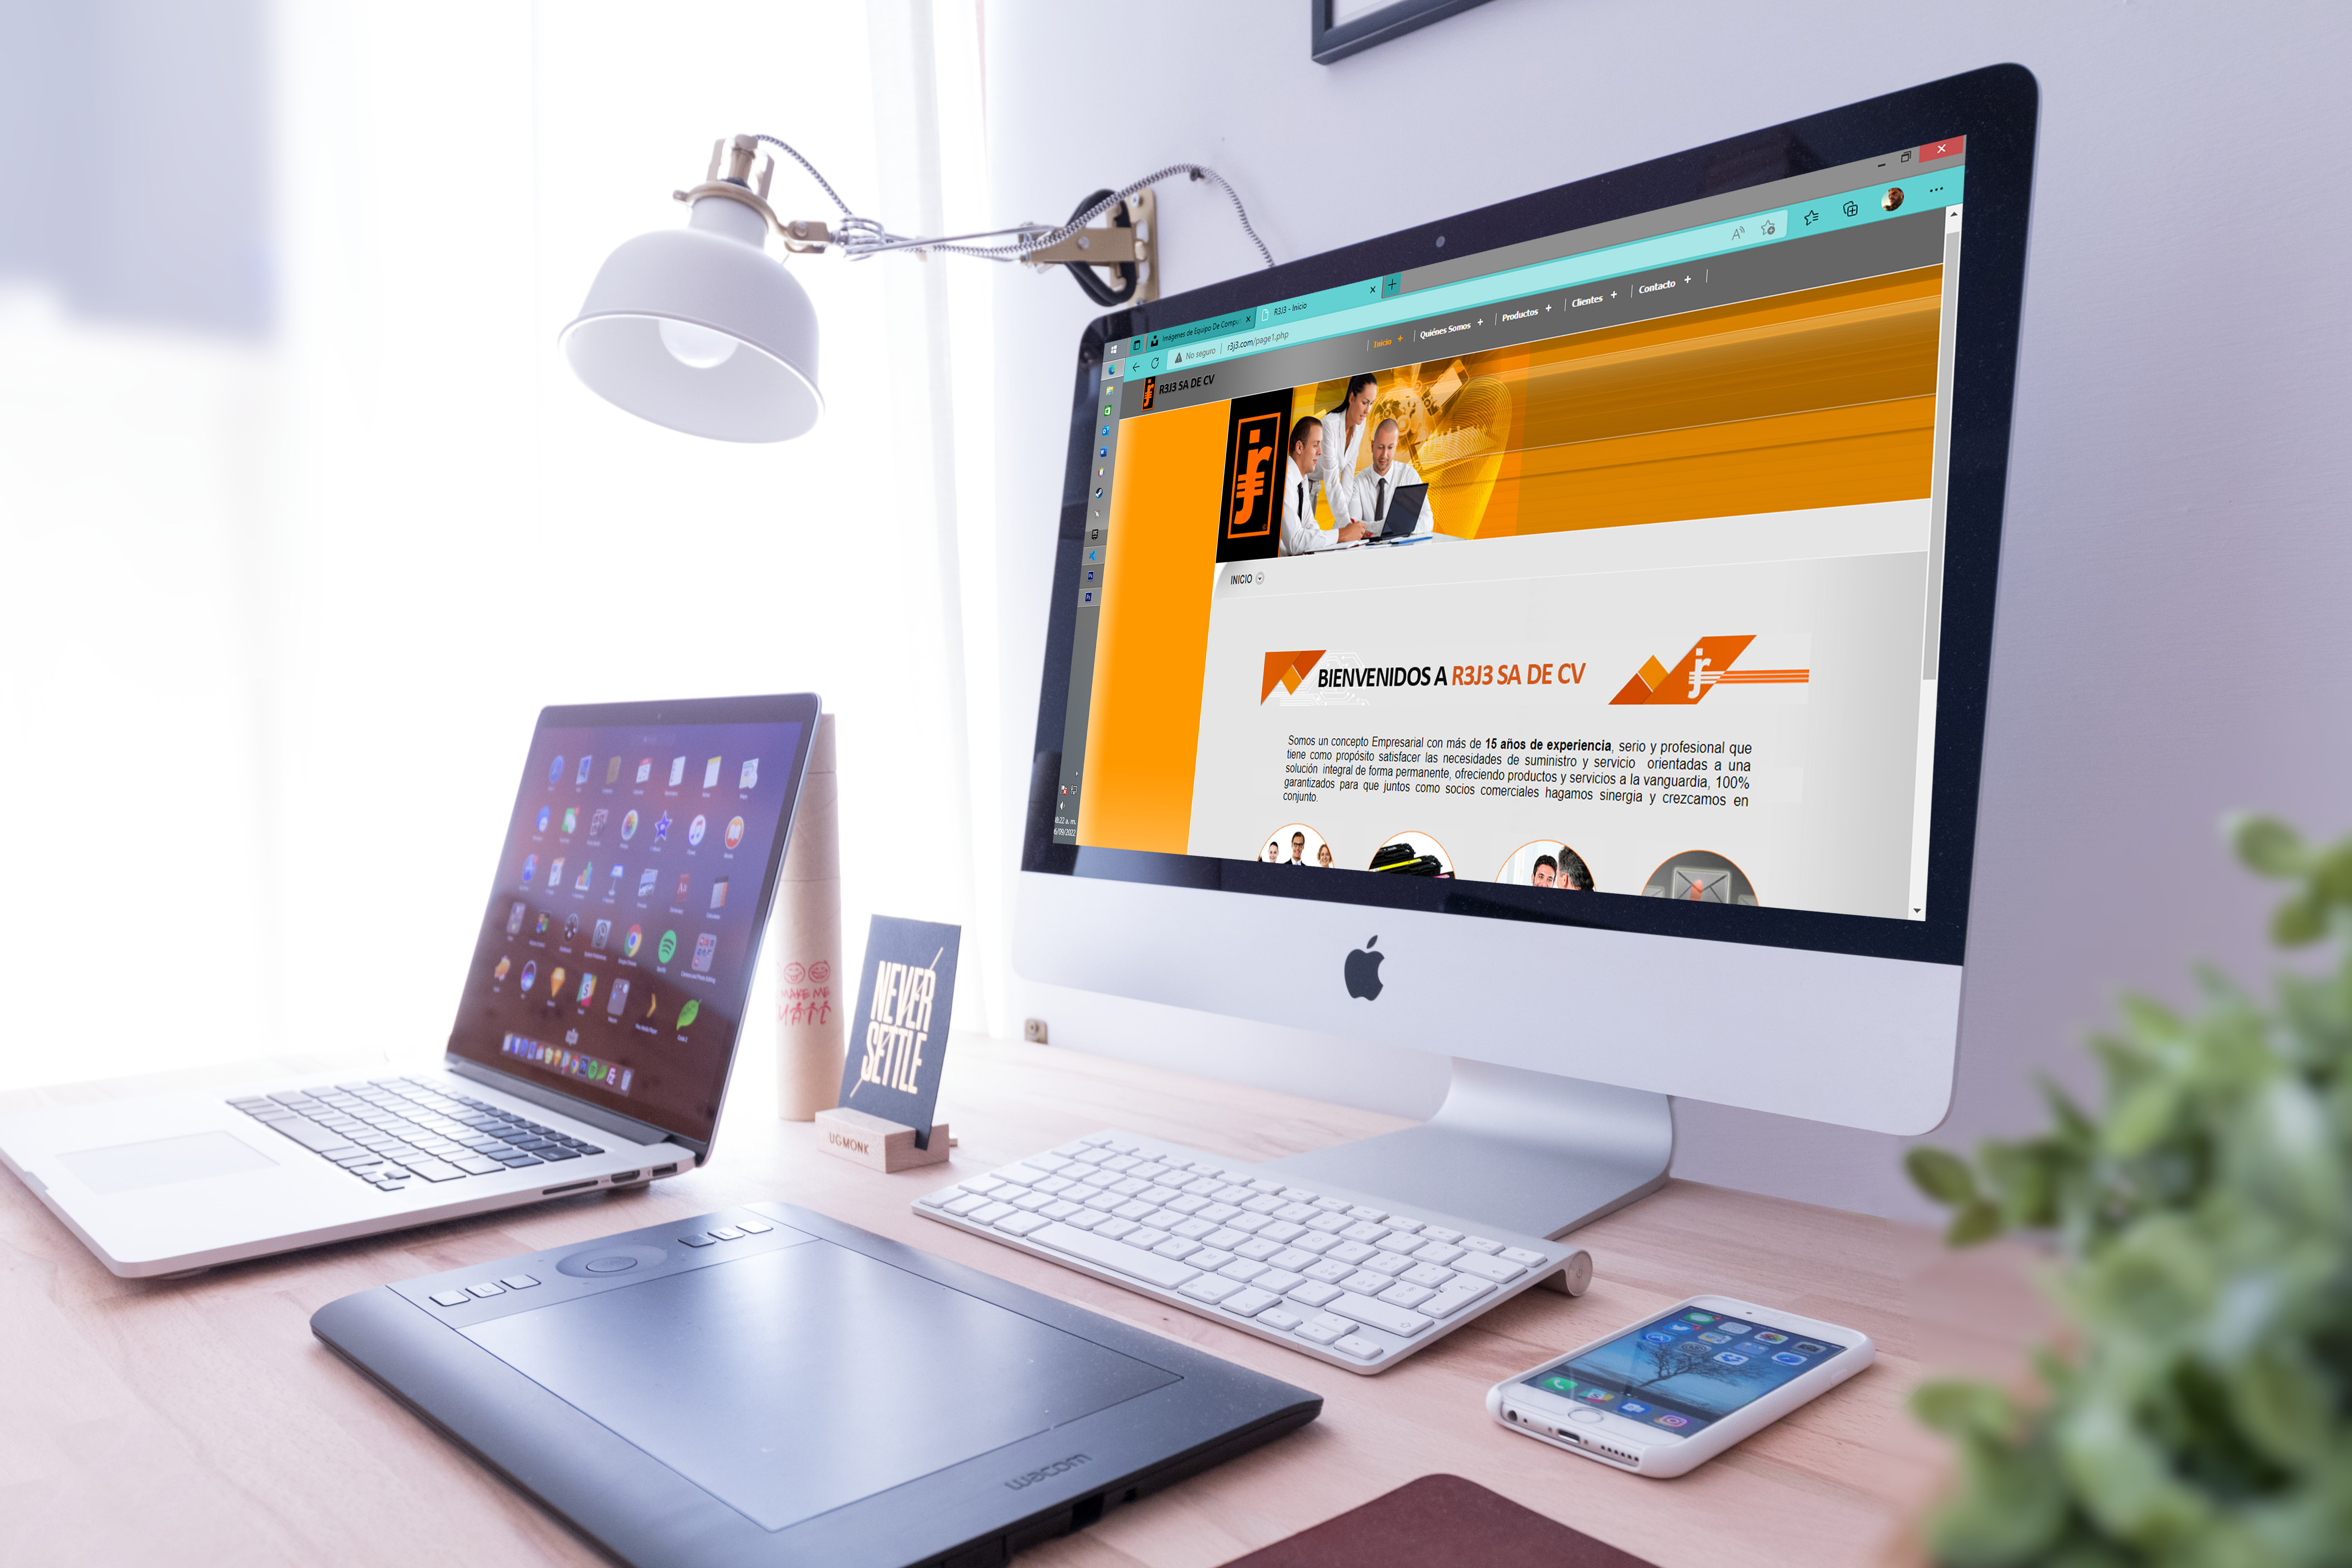 Imágenes de Equipo De Compu
R3J3 - Inicio
No seguro
r3j3.com/page1.php
R3J3 SA DE CV
Inicio +
Quiénes Somos +
Productos +
Clientes +
Contacto +
jr
INICIO
BIENVENIDOS A R3J3 SA DE CV
Somos un concepto Empresarial con más de 15 años de experiencia, serio y profesional que
tiene como propósito satisfacer las necesidades de suministro y servicio orientadas a una
solución integral de forma permanente, ofreciendo productos y servicios a la vanguardia, 100%
garantizados para que juntos como socios comerciales hagamos sinergia y crezcamos en
conjunto.
MAKE ME
NEVER
SETTLE
UGMONK
wacom